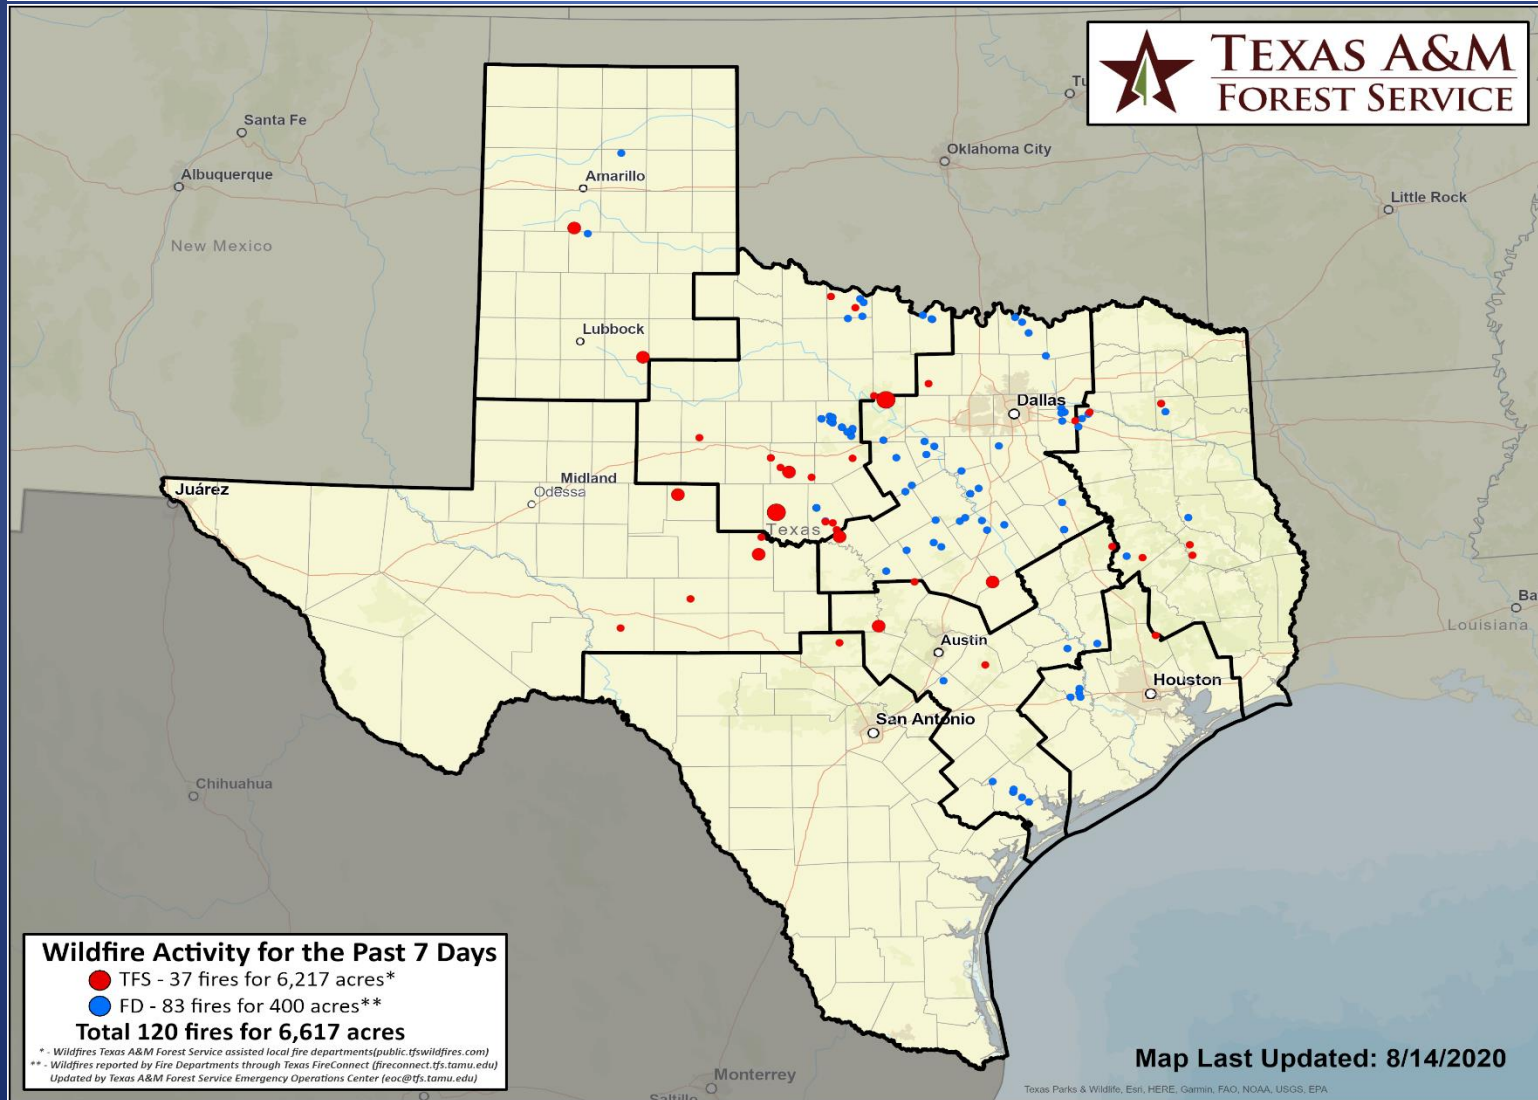 TEXAS A&M
FOREST SERVICE
Tu
Santa Fe
Oklahoma City
Albuquerque
Amarillo
Little Rock
New Mexico
Lubbock
Dallas
Midland
Odessa
Juárez
Texas
Ba
Louisiana
Austin
Houston
San Antonio
Chihuahua
Wildfire Activity for the Past 7 Days
TFS - 37 fires for 6,217 acres*
FD - 83 fires for 400 acres**
Total 120 fires for 6,617 acres
* - Wildfires Texas A&M Forest Service assisted local fire departments(public.tfswildfires.com)
** - Wildfires reported by Fire Departments through Texas FireConnect (fireconnect.tfs.tamu.edu)
Updated by Texas A&M Forest Service Emergency Operations Center (eoc@tfs.tamu.edu)
Map Last Updated: 8/14/2020
Monterrey
Saltillo
Texas Parks & Wildlife, Esri, HERE, Garmin, FAO, NOAA, USGS, EPA